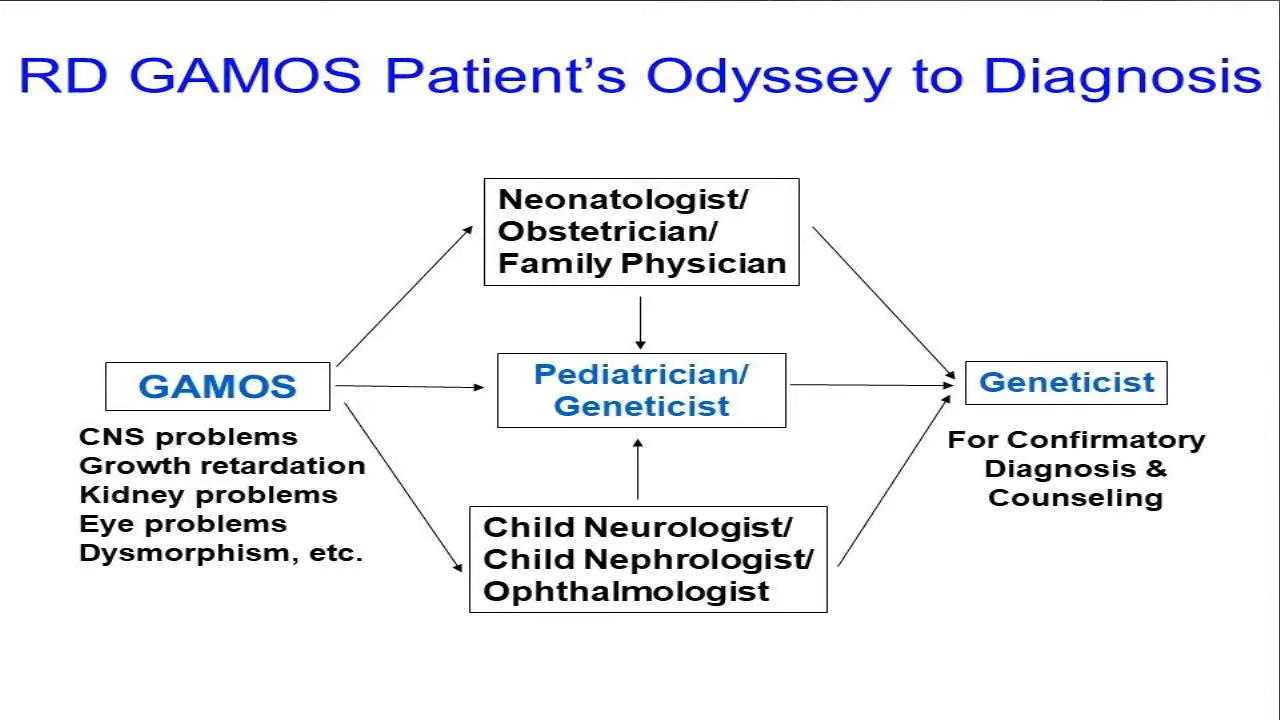 RD GAMOS Patient’s Odyssey to Diagnosis
Neonatologist/
Obstetrician/
Family Physician
GAMOS
CNS problems
Growth retardation
Kidney problems
Eye problems
Dysmorphism, etc.
Pediatrician/
Geneticist
Child Neurologist/
Child Nephrologist/
Ophthalmologist
Geneticist
For Confirmatory
Diagnosis &
Counseling